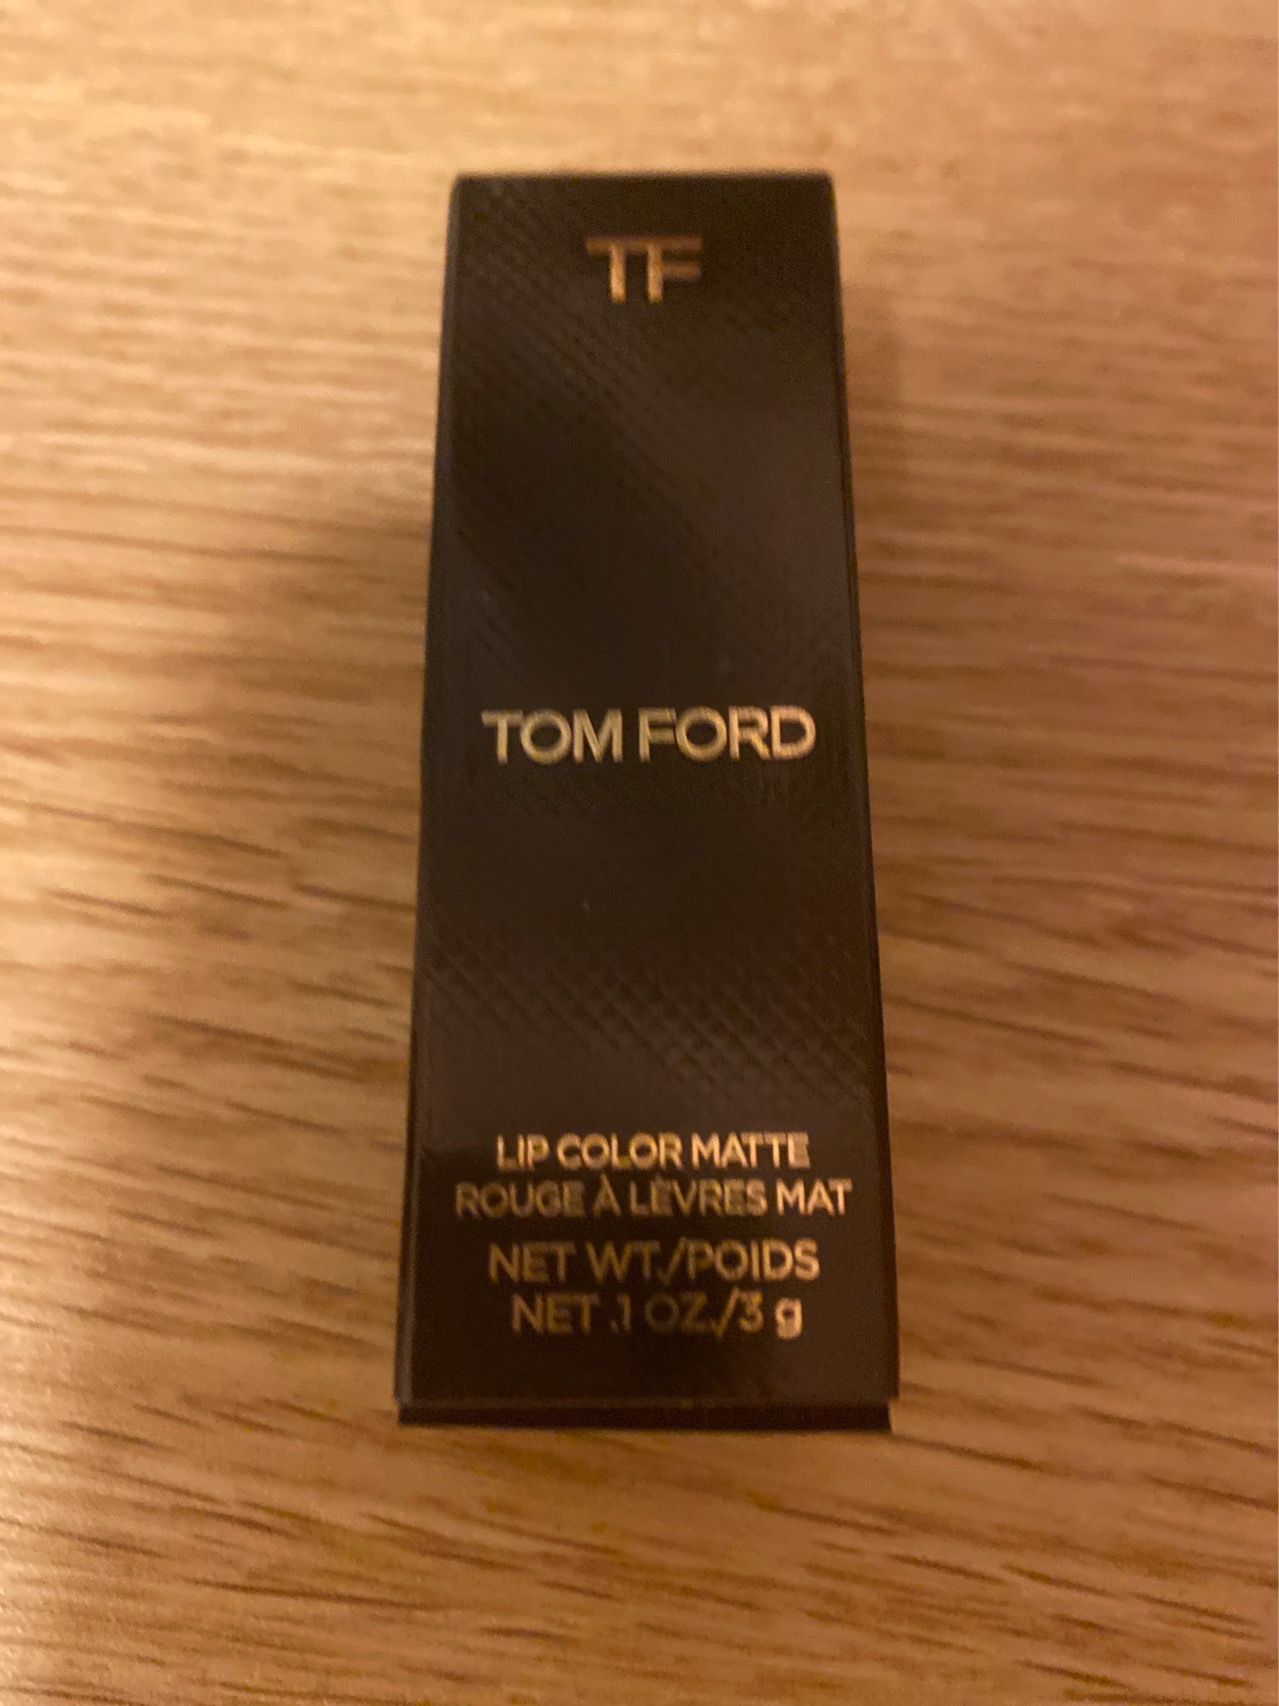 TF
TOM FORD
LIP COLOR MATTE
ROUGE À LÈVRES MAT
NET WT./POIDS
NET .1 OZ./3 g